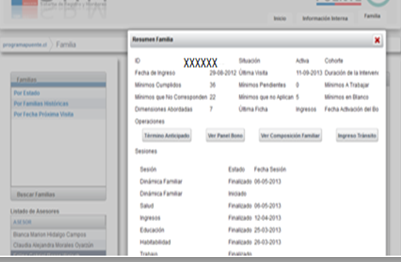 Inicio Información Interna Familia
programapuente.cl Familia
Resumen Familia
ID XXXXXX Situación Activa Cohorte
Fecha de Ingreso 29-08-2012 Última Visita 11-09-2013 Duración de la Interven
Mínimos Cumplidos 36 Mínimos Pendientes 0 Mínimos A Trabajar
Mínimos que No Corresponden 22 Mínimos que no Aplican 5 Mínimos en Blanco
Dimensiones Abordadas 7 Última Ficha Ingresos Fecha Activación del Bo
Operaciones
Término Anticipado Ver Panel Bono Ver Composición Familiar Ingreso Tránsito
Sesiones
Sesión Estado Fecha Sesión
Dinámica Familiar Finalizado 06-05-2013
Dinámica Familiar Iniciado
Salud Finalizado 06-05-2013
Ingresos Finalizado 12-04-2013
Educación Finalizado 25-03-2013
Habitabilidad Finalizado 26-03-2013
Trabajo Finalizado
Familias
Por Estado
Por Familias Históricas
Por Fecha Próxima Visita
Buscar Familias
Listado de Asesores
ASESOR
Blanca Marion Hidalgo Campos
Claudia Alejandra Morales